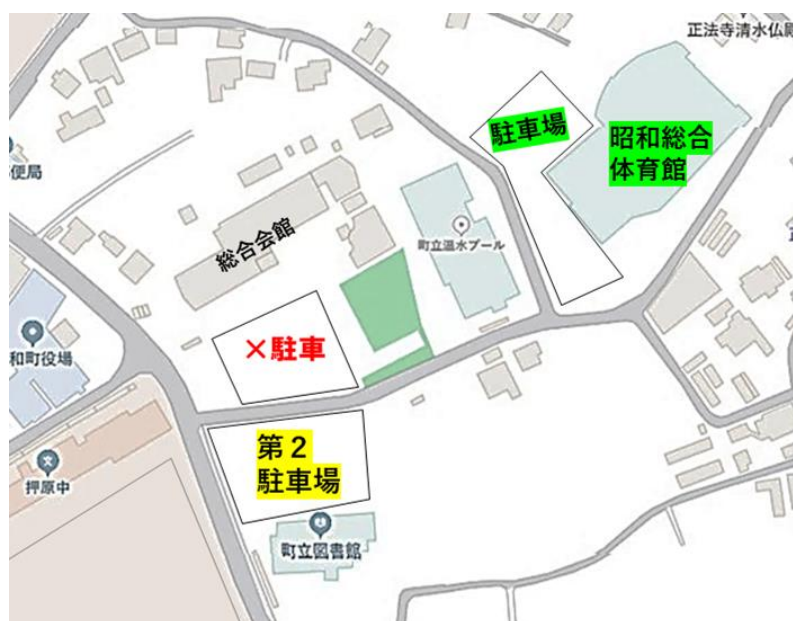 正法寺清水仏殿
駐車場
昭和総合
体育館
便局
総合会館
町立温水プール
×駐車
和町役場
第２
駐車場
押原中
町立図書館